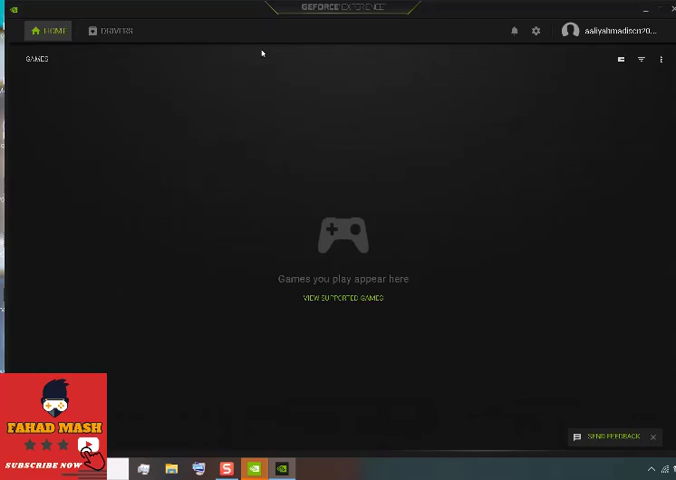 GEFORCE EXPERIENCE
HOME
DRIVERS
GAMES
Games you play appear here
VIEW SUPPORTED GAMES
FAHAD MASH
SUBSCRIBE NOW
SEND FEEDBACK